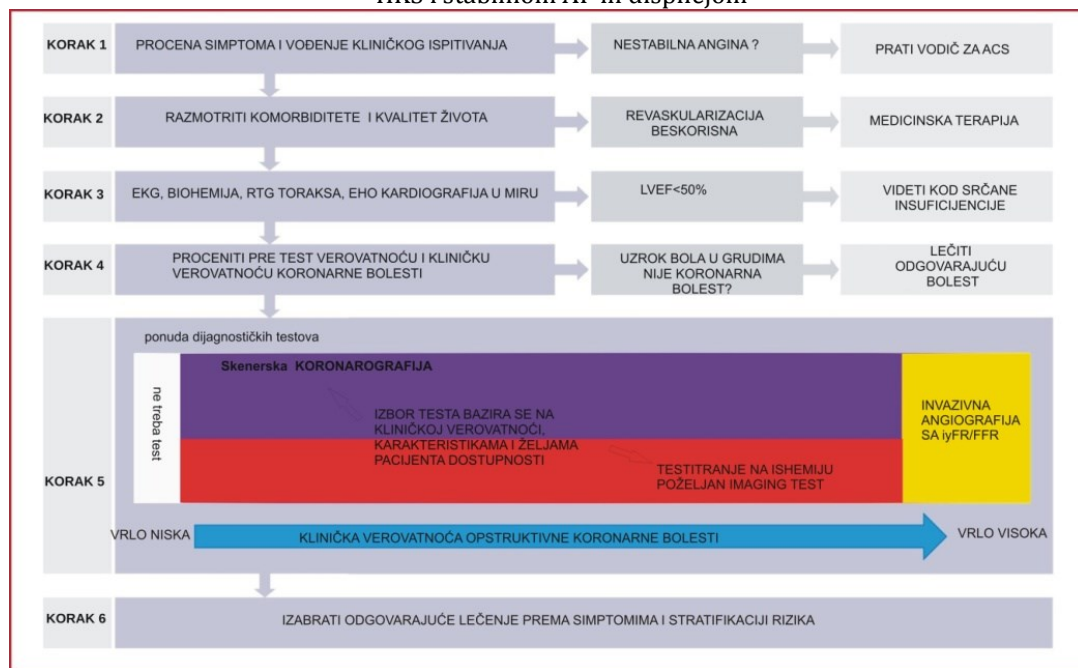 HKS i stabilnom AP ili dispnejom
KORAK 1
PROCENA SIMPTOMA I VOĐENJE KLINIČKOG ISPITIVANJA
NESTABILNA ANGINA ?
PRATI VODIČ ZA ACS
KORAK 2
RAZMOTRITI KOMORBIDITETE I KVALITET ŽIVOTA
REVASKULARIZACIJA
BESKORISNA
MEDICINSKA TERAPIJA
KORAK 3
EKG, BIOHEMIJA, RTG TORAKSA, EHO KARDIOGRAFIJA U MIRU
LVEF<50%
VIDETI KOD SRČANE
INSUFICIJENCIJE
KORAK 4
PROCENITI PRE TEST VEROVATNOĆU I KLINIČKU
VEROVATNOĆU KORONARNE BOLESTI
UZROK BOLA U GRUDIMA
NIJE KORONARNA
BOLEST?
LEČITI
ODGOVARAJUĆU
BOLEST
KORAK 5
ponuda dijagnostičkih testova
ne treba test
Skenerska KORONAROGRAFIJA
IZBOR TESTA BAZIRA SE NA
KLINIČKOJ VEROVATNOĆI,
KARAKTERISTIKAMA I ŽELJAMA
PACIJENTA DOSTUPNOSTI
TESTITRANJE NA ISHEMIJU
POŽELJAN IMAGING TEST
INVAZIVNA
ANGIOGRAFIJA
SA iyFR/FFR
VRLO NISKA
KLINIČKA VEROVATNOĆA OPSTRUKTIVNE KORONARNE BOLESTI
VRLO VISOKA
KORAK 6
IZABRATI ODGOVARAJUĆE LEČENJE PREMA SIMPTOMIMA I STRATIFIKACIJI RIZIKA